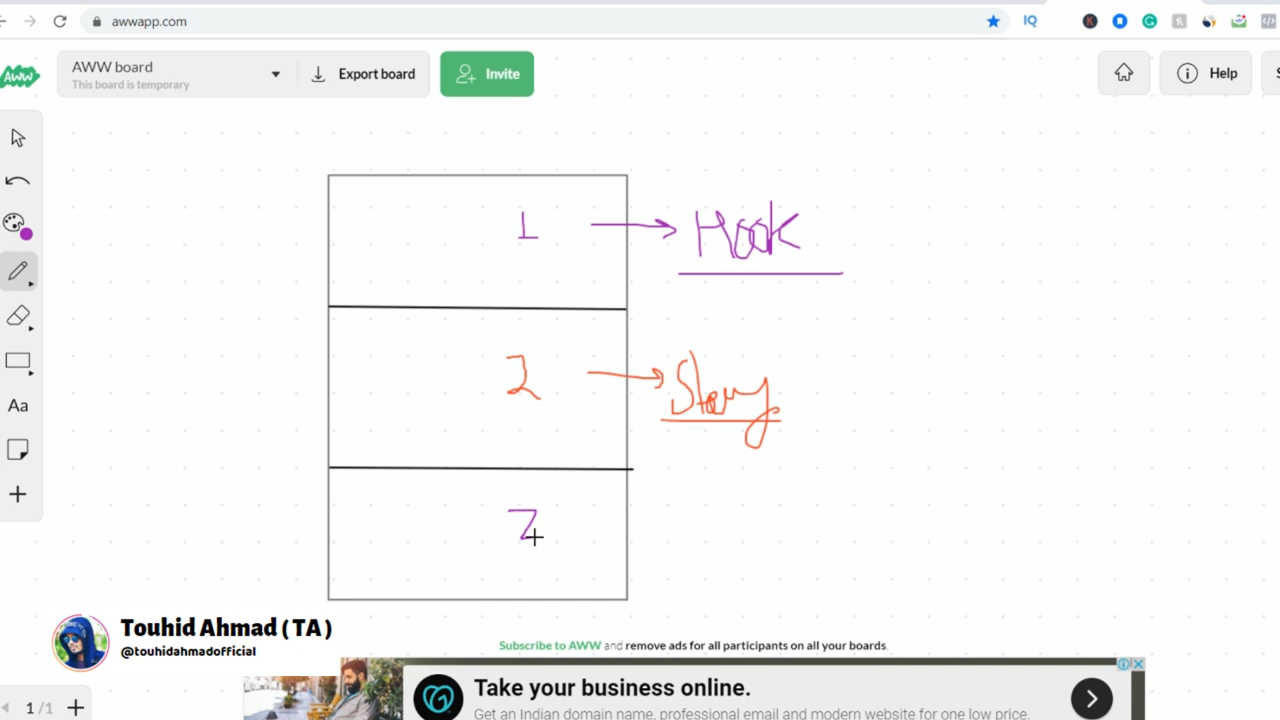 awwapp.com
IQ
AWW
AWW board
This board is temporary
Export board
Invite
Help
1
Hook
2
Story
Aa
Touhid Ahmad ( TA )
@touhidahmadofficial
Subscribe to AWW and remove ads for all participants on all your boards.
Take your business online.
Get an Indian domain name, professional email and modern website for one low price.
1 / 1